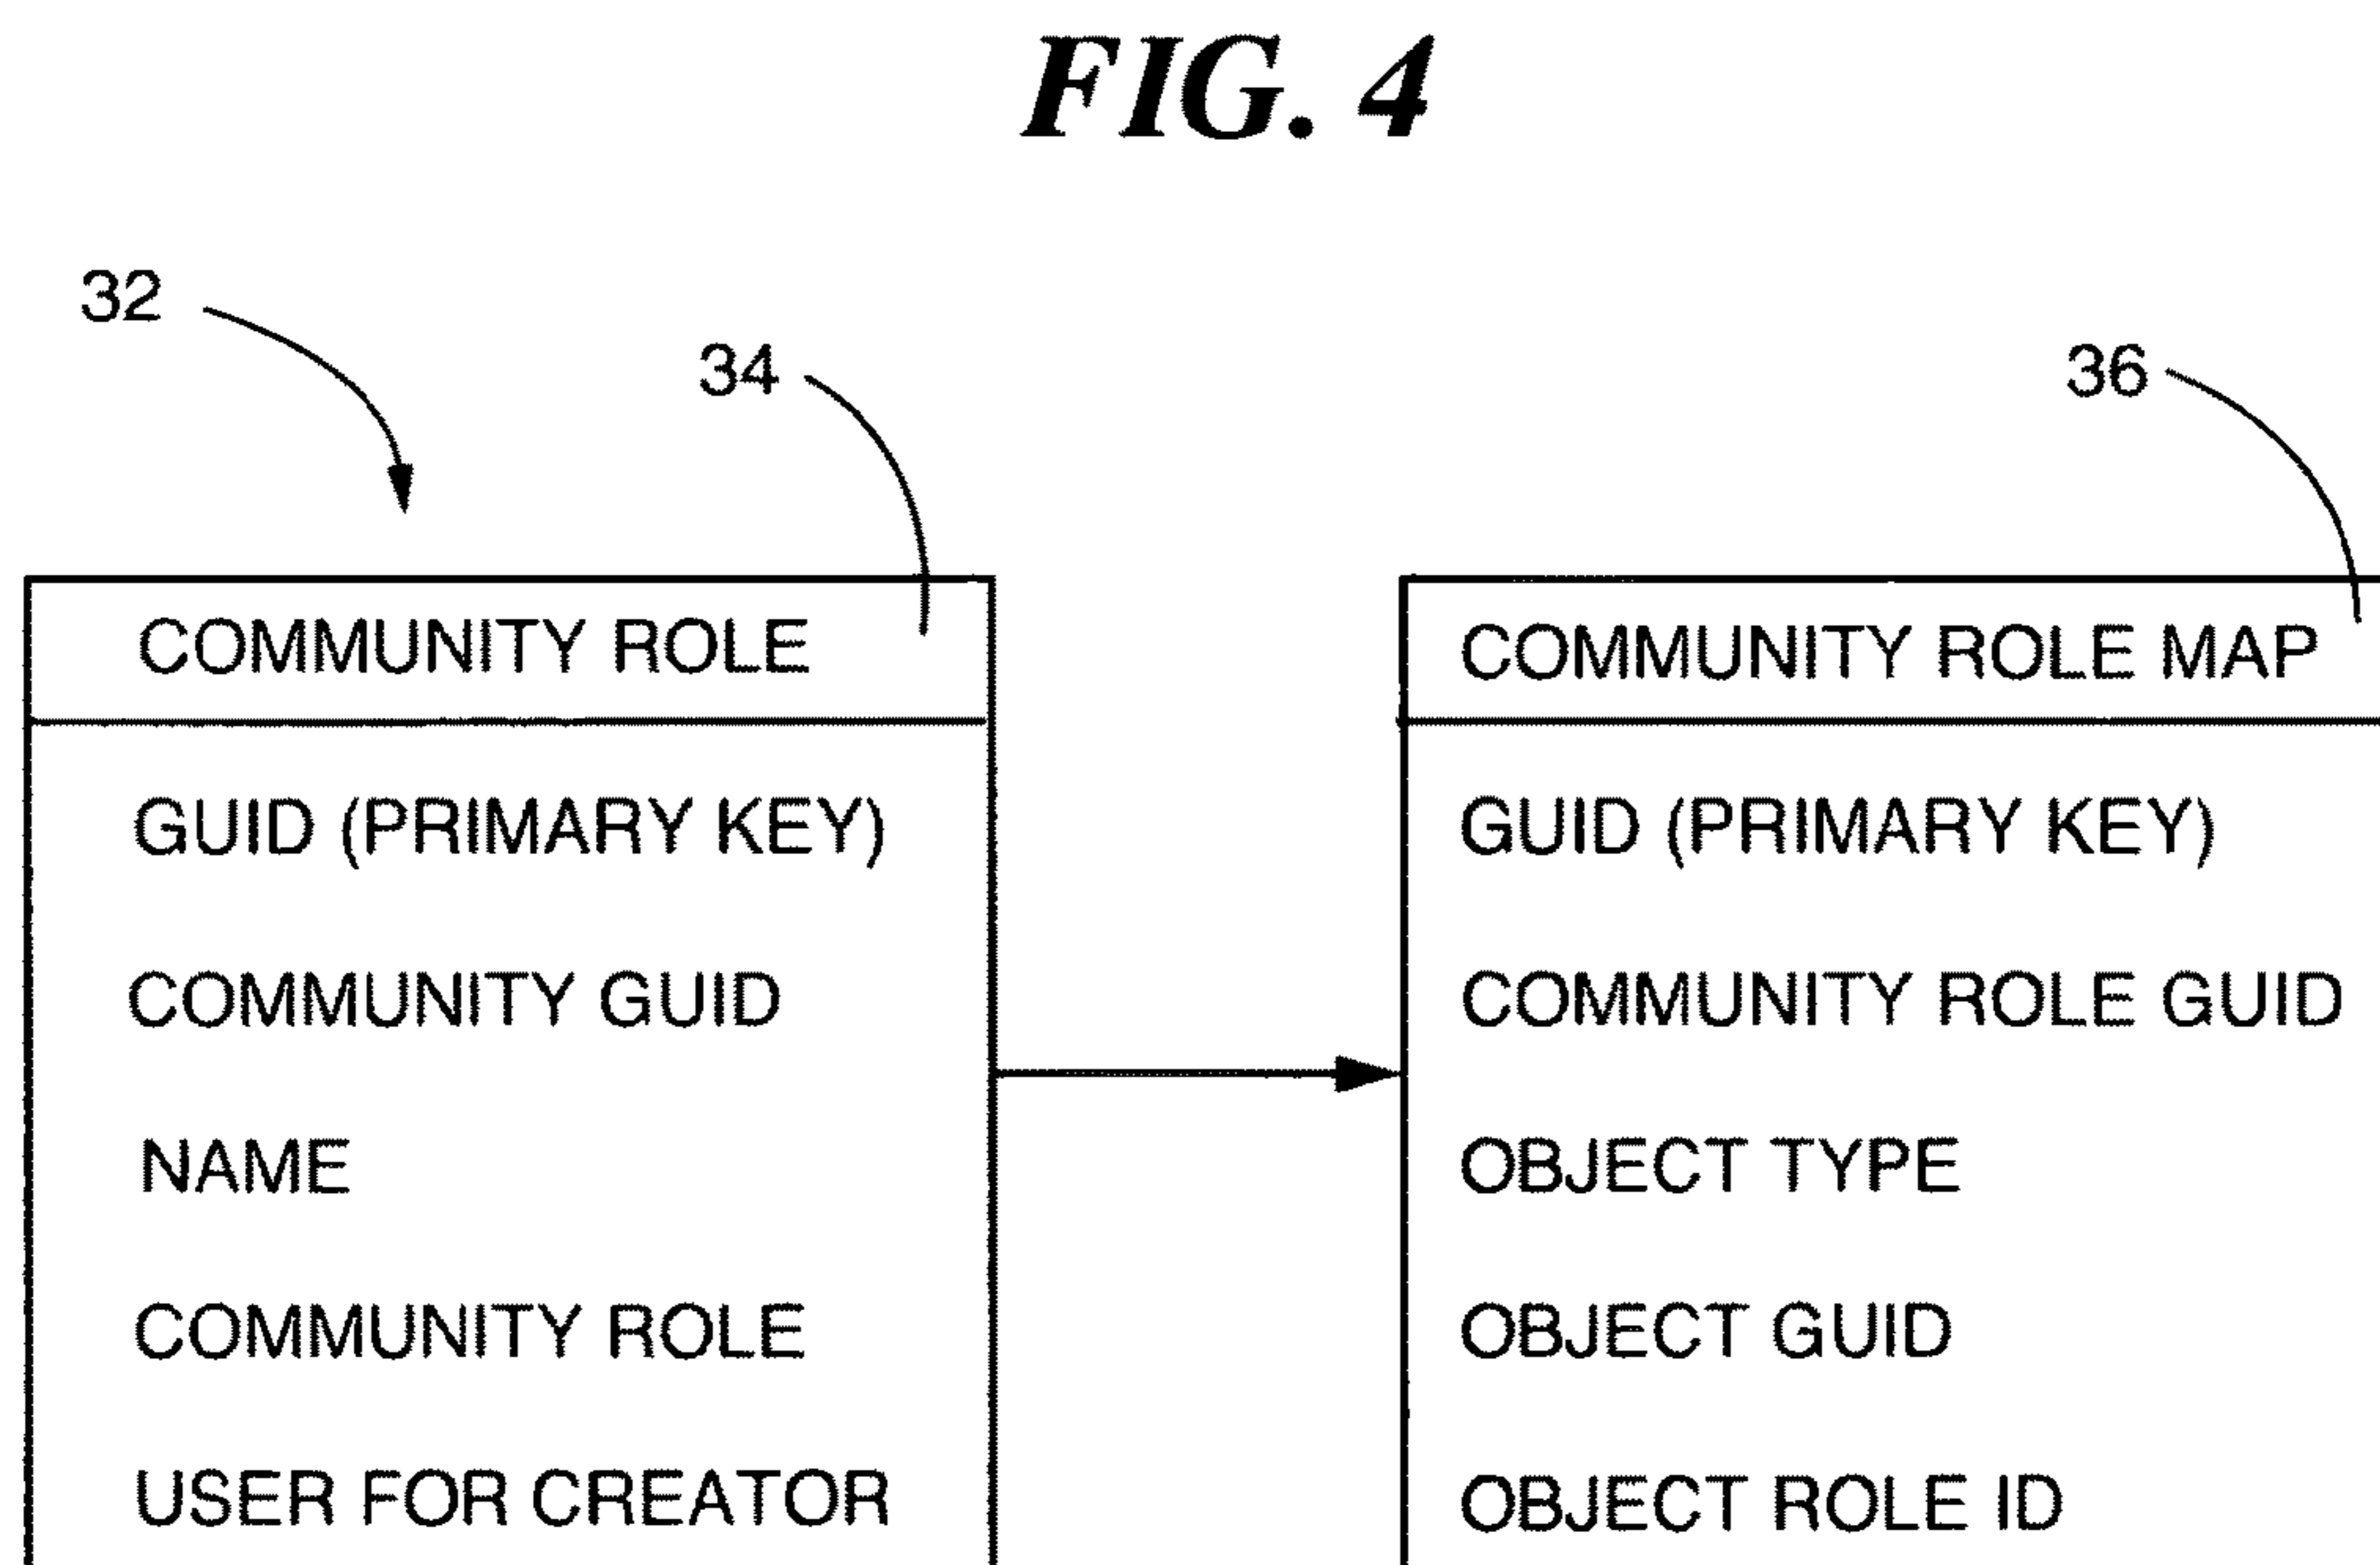 FIG. 4
32
34
36
COMMUNITY ROLE
GUID (PRIMARY KEY)
COMMUNITY GUID
NAME
COMMUNITY ROLE
USER FOR CREATOR
COMMUNITY ROLE MAP
GUID (PRIMARY KEY)
COMMUNITY ROLE GUID
OBJECT TYPE
OBJECT GUID
OBJECT ROLE ID